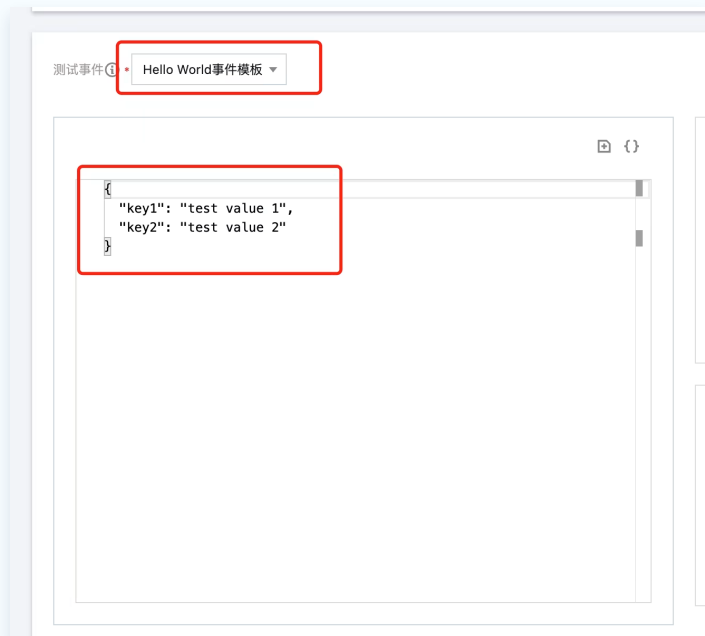 测试事件 * Hello World事件模板
{
"key1": "test value 1",
"key2": "test value 2"
}